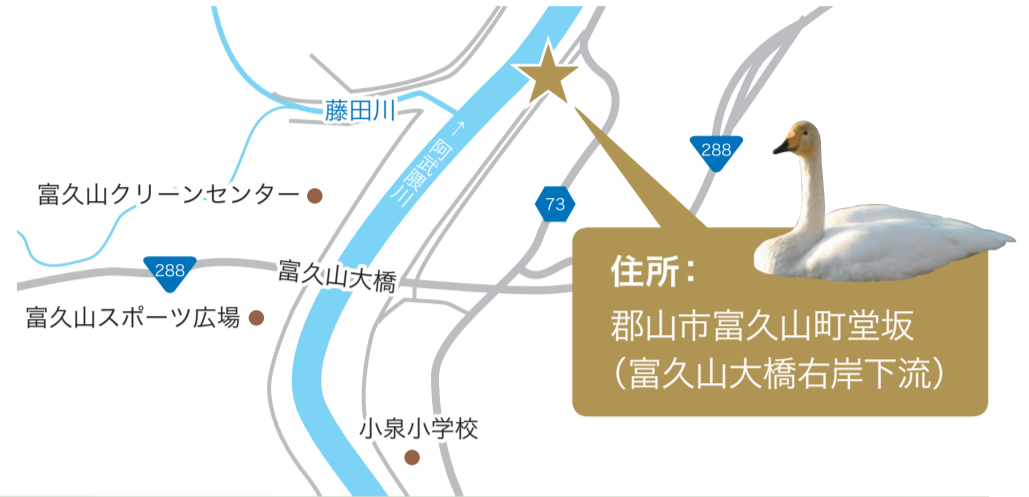 藤田川
←阿武隈川
288
富久山クリーンセンター
73
288
富久山大橋
住所：
郡山市富久山町堂坂
（富久山大橋右岸下流）
富久山スポーツ広場
小泉小学校